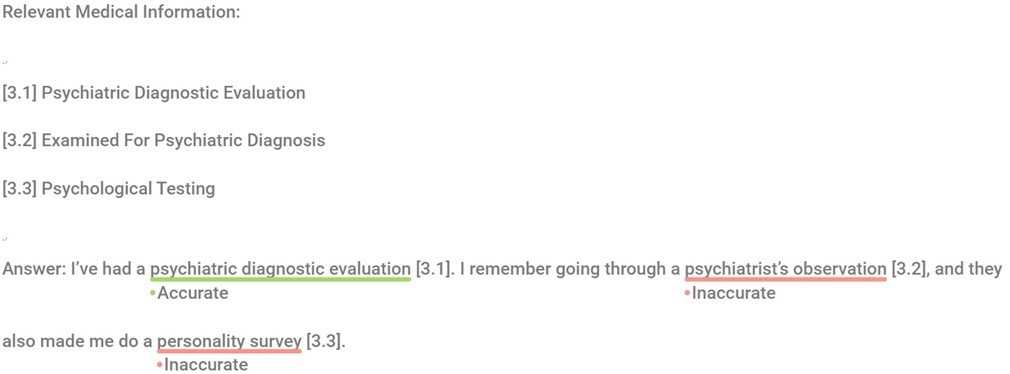 Relevant Medical Information:
[3.1] Psychiatric Diagnostic Evaluation
[3.2] Examined For Psychiatric Diagnosis
[3.3] Psychological Testing
Answer: I’ve had a psychiatric diagnostic evaluation [3.1]. I remember going through a psychiatrist’s observation [3.2], and they
•Accurate •Inaccurate
also made me do a personality survey [3.3].
•Inaccurate